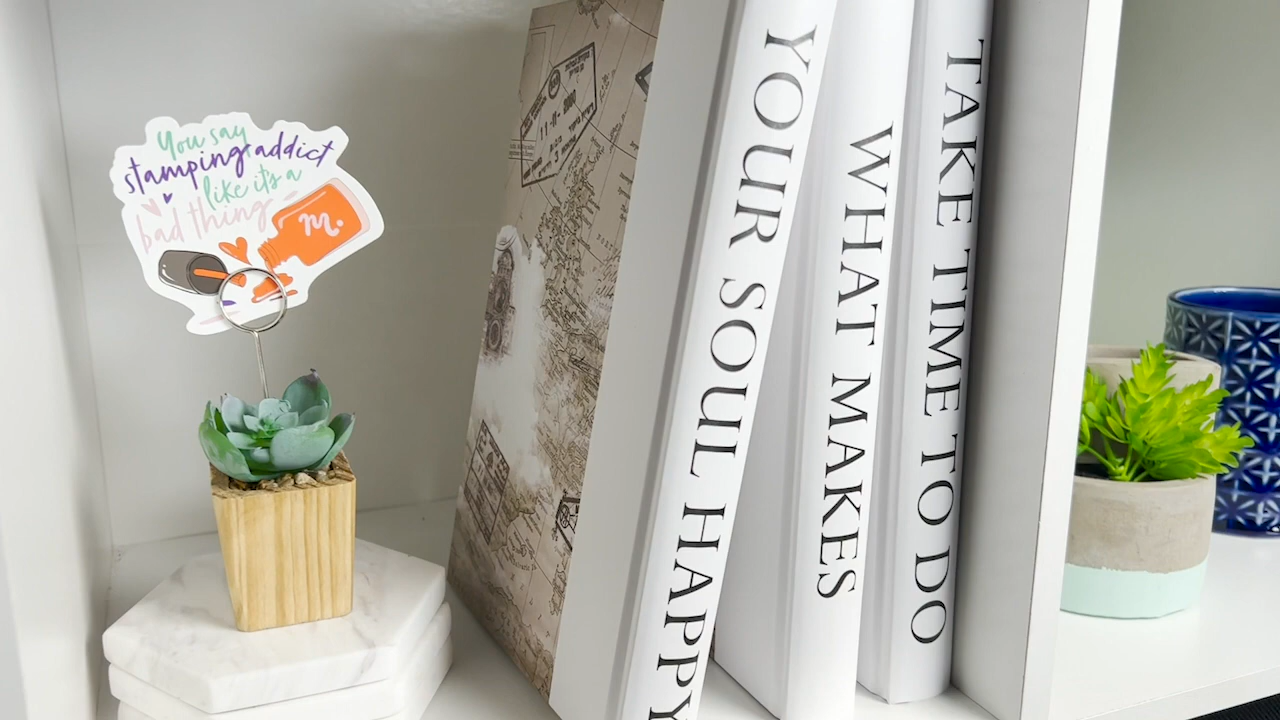 You say
stamping addict
like it's a
bad thing
m.
YOUR SOUL HAPPY
WHAT MAKES
TAKE TIME TO DO